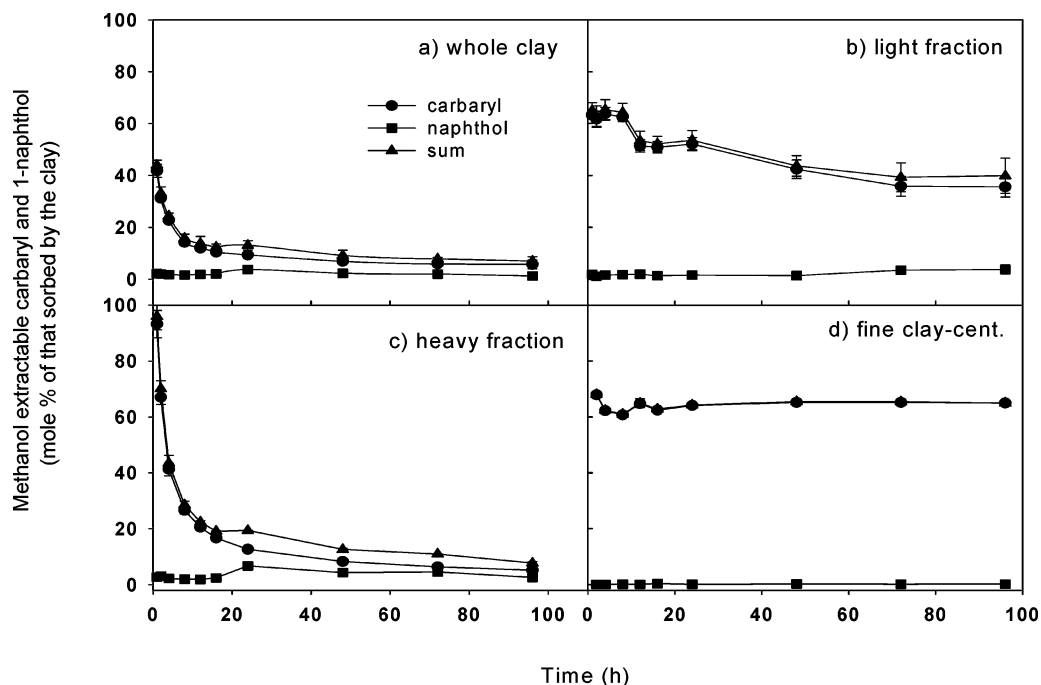 Methanol extractable carbaryl and 1-naphthol
(mole % of that sorbed by the clay)
100
80
60
40
20
0
a) whole clay
carbaryl
naphthol
sum
b) light fraction
100
80
60
40
20
0
c) heavy fraction
d) fine clay-cent.
0 20 40 60 80 100 0 20 40 60 80 100
Time (h)